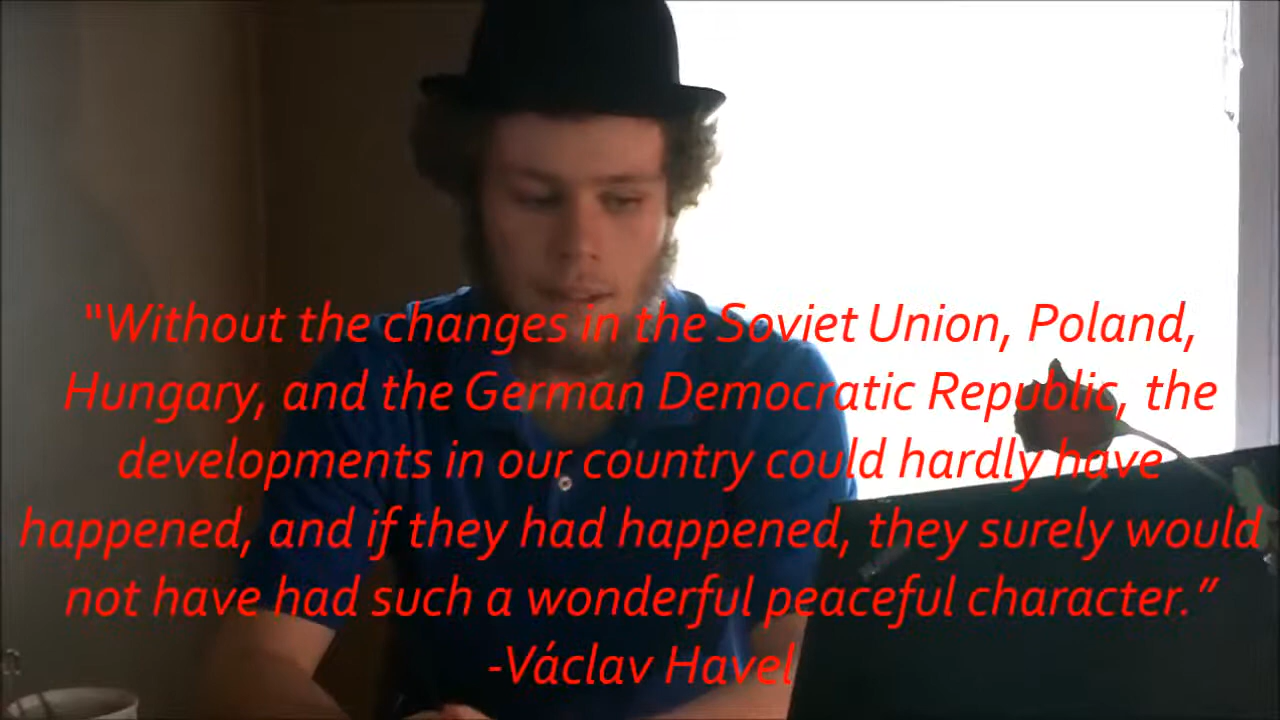 “Without the changes in the Soviet Union, Poland,
Hungary, and the German Democratic Republic, the
developments in our country could hardly have
happened, and if they had happened, they surely would
not have had such a wonderful peaceful character.”
-Václav Havel